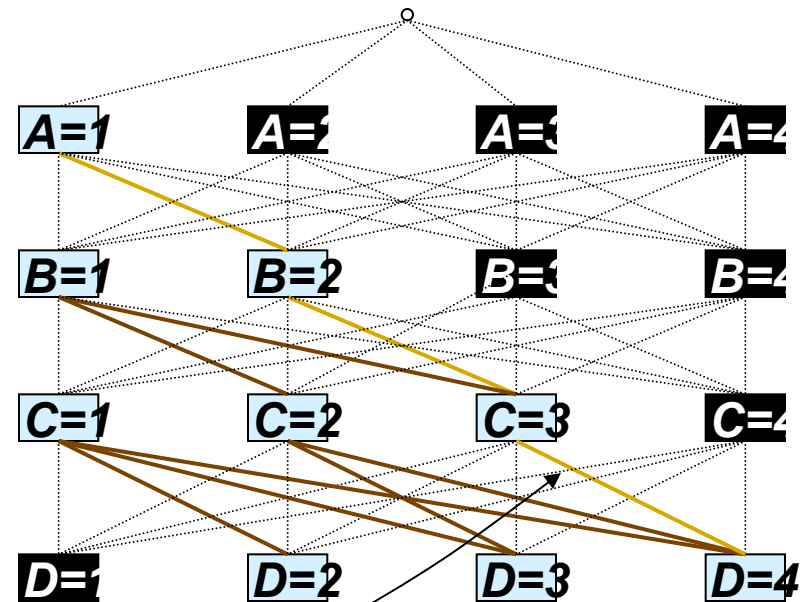 A=1 A=2 A=3 A=4
B=1 B=2 B=3 B=4
C=1 C=2 C=3 C=4
D=1 D=2 D=3 D=4